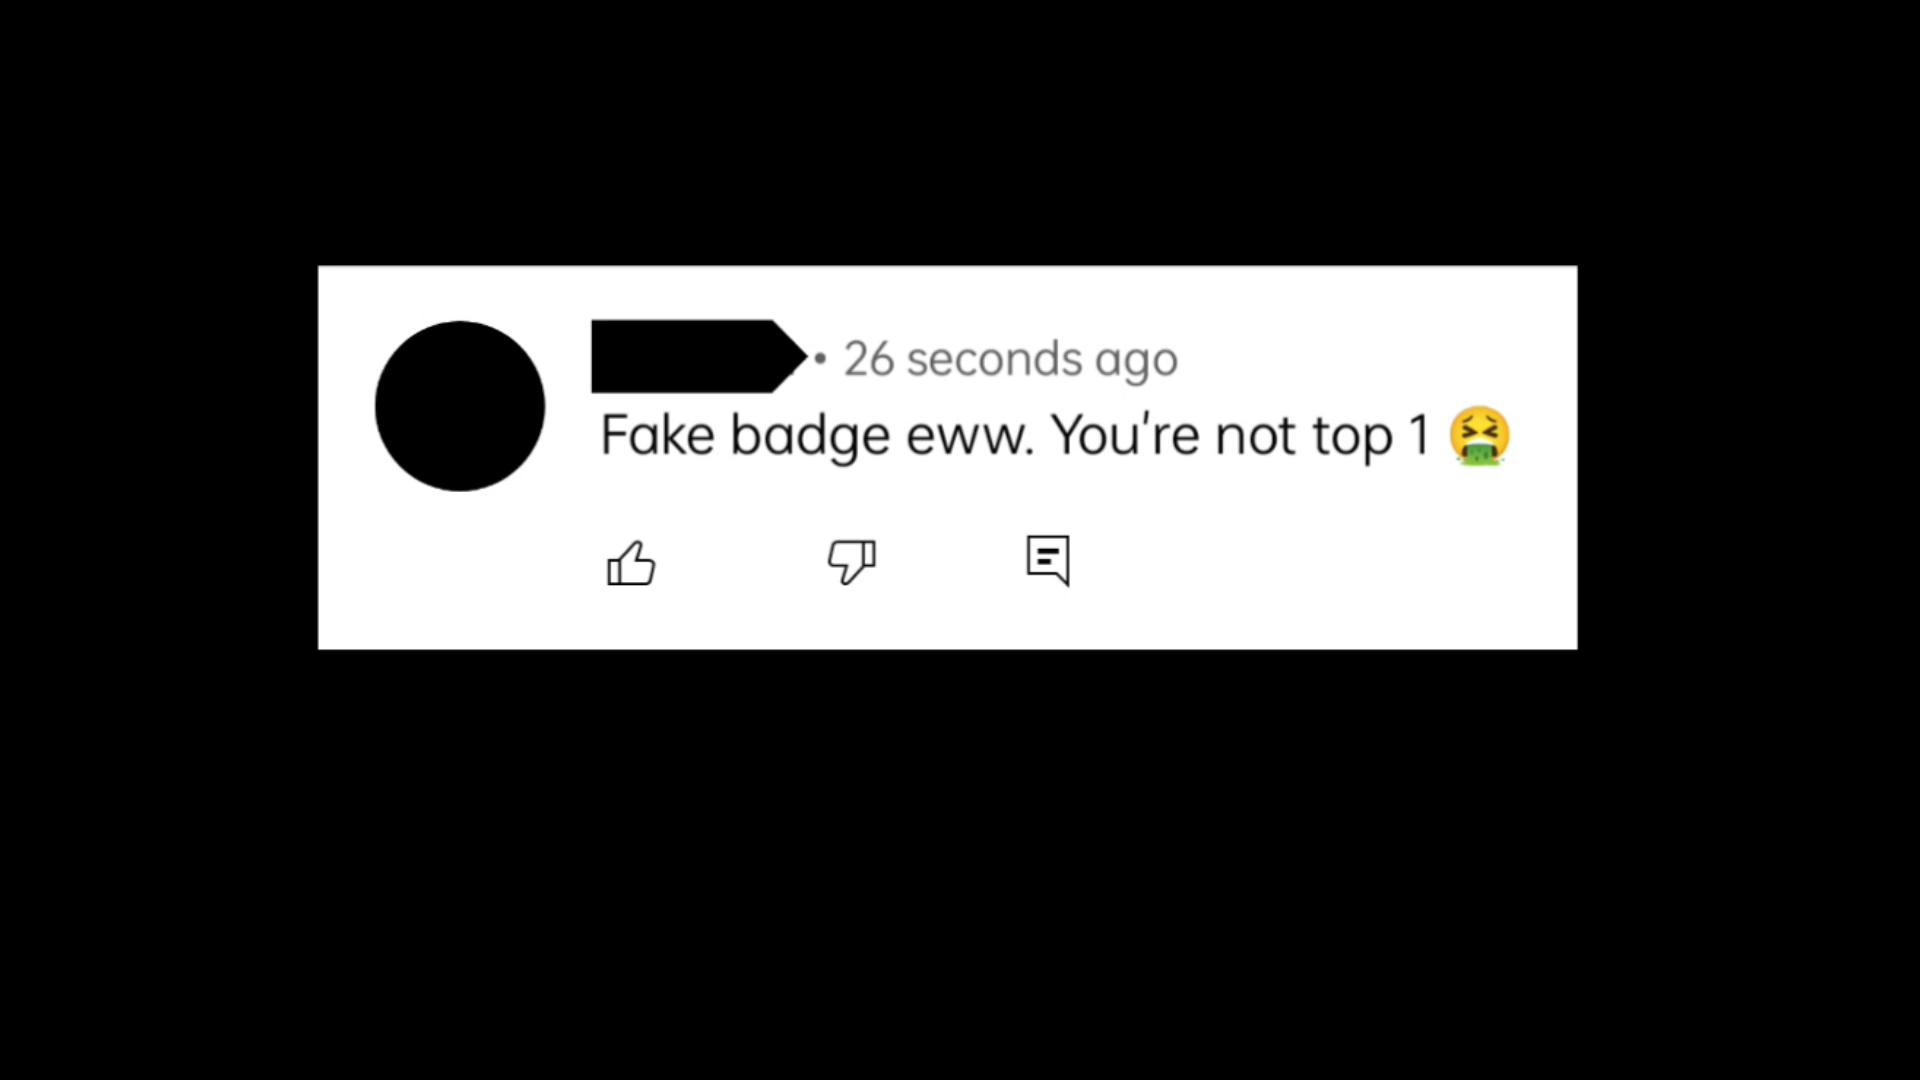 • 26 seconds ago
Fake badge eww. You're not top 1 🤮